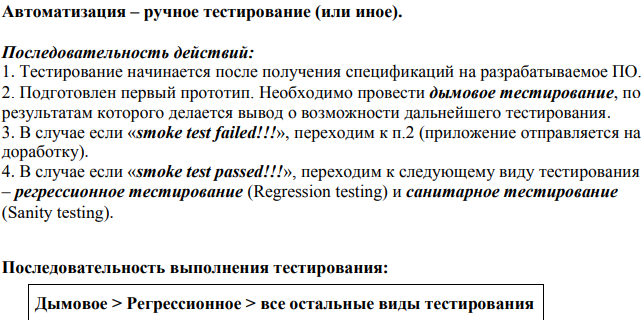 Автоматизация – ручное тестирование (или иное).
Последовательность действий:
1. Тестирование начинается после получения спецификаций на разрабатываемое ПО.
2. Подготовлен первый прототип. Необходимо провести дымовое тестирование, по
результатам которого делается вывод о возможности дальнейшего тестирования.
3. В случае если «smoke test failed!!!», переходим к п.2 (приложение отправляется на
доработку).
4. В случае если «smoke test passed!!!», переходим к следующему виду тестирования
– регрессионное тестирование (Regression testing) и санитарное тестирование
(Sanity testing).
Последовательность выполнения тестирования:
Дымовое > Регрессионное > все остальные виды тестирования